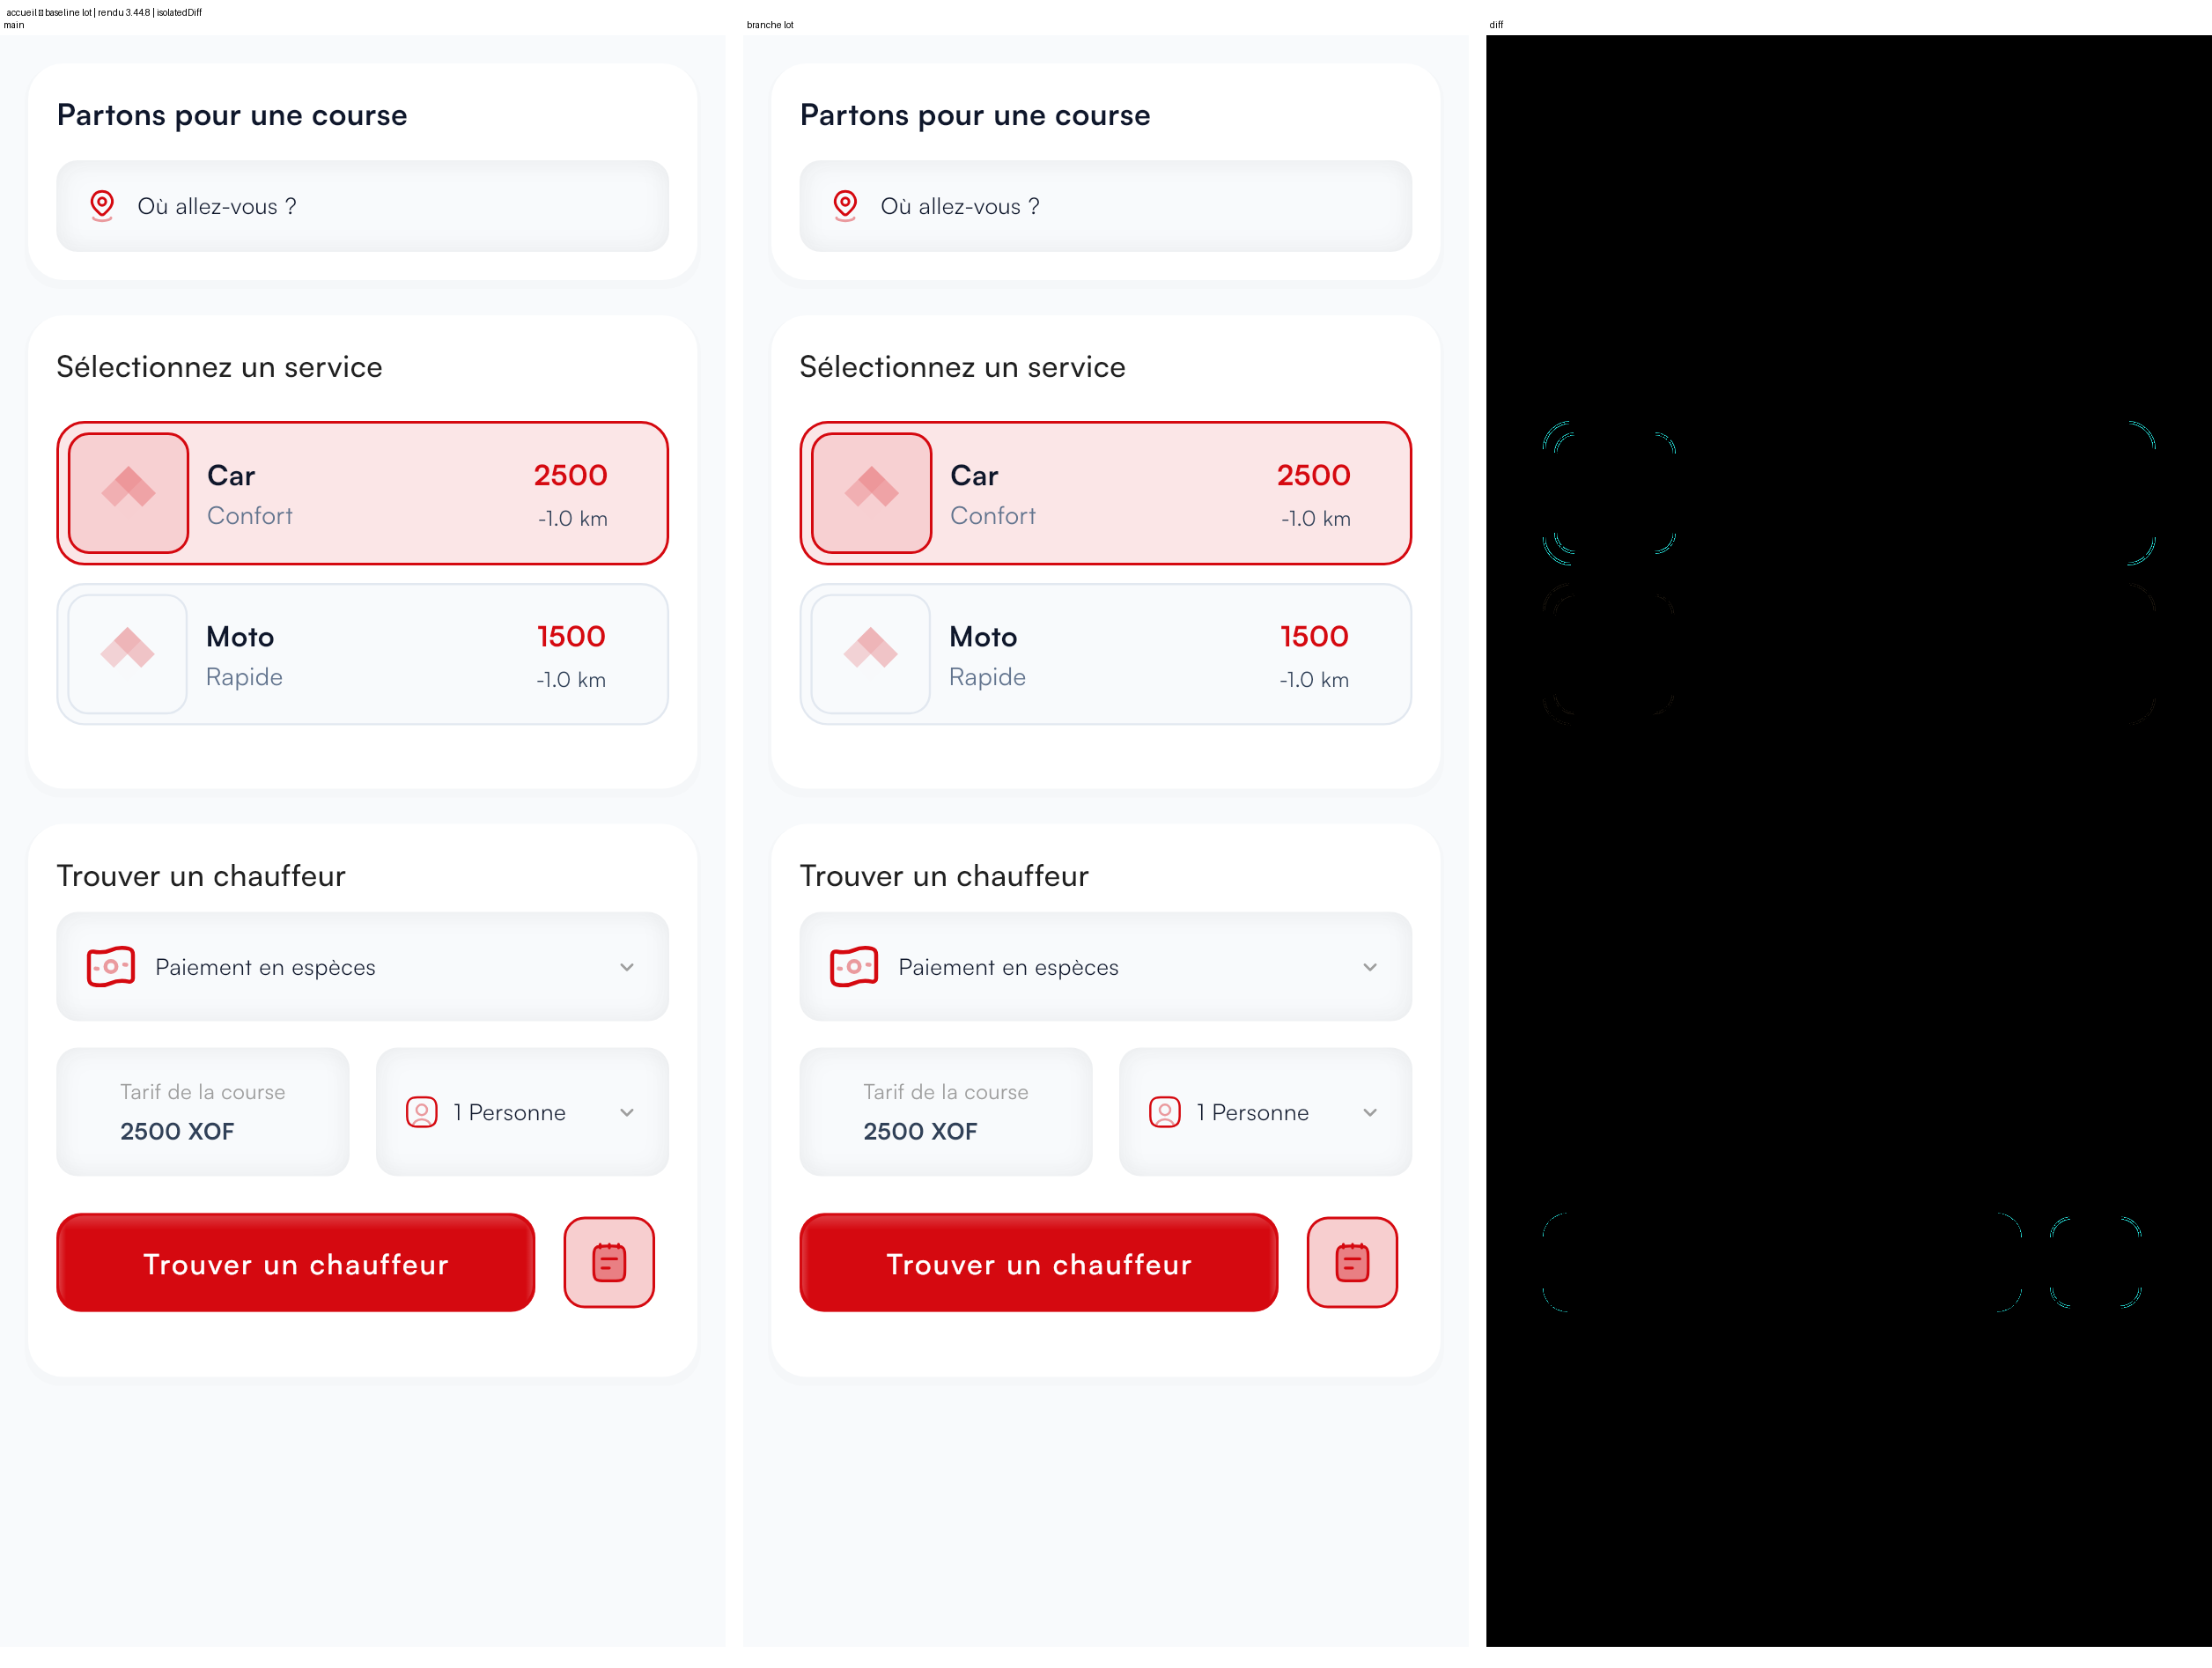 accueil baseline lot | rendu 3.44.8 | isolatedDiff
main
branche lot
diff
Partons pour une course
Où allez-vous ?
Sélectionnez un service
Car
Confort
2500
-1.0 km
Moto
Rapide
1500
-1.0 km
Trouver un chauffeur
Paiement en espèces
Tarif de la course
2500 XOF
1 Personne
Trouver un chauffeur
Partons pour une course
Où allez-vous ?
Sélectionnez un service
Car
Confort
2500
-1.0 km
Moto
Rapide
1500
-1.0 km
Trouver un chauffeur
Paiement en espèces
Tarif de la course
2500 XOF
1 Personne
Trouver un chauffeur